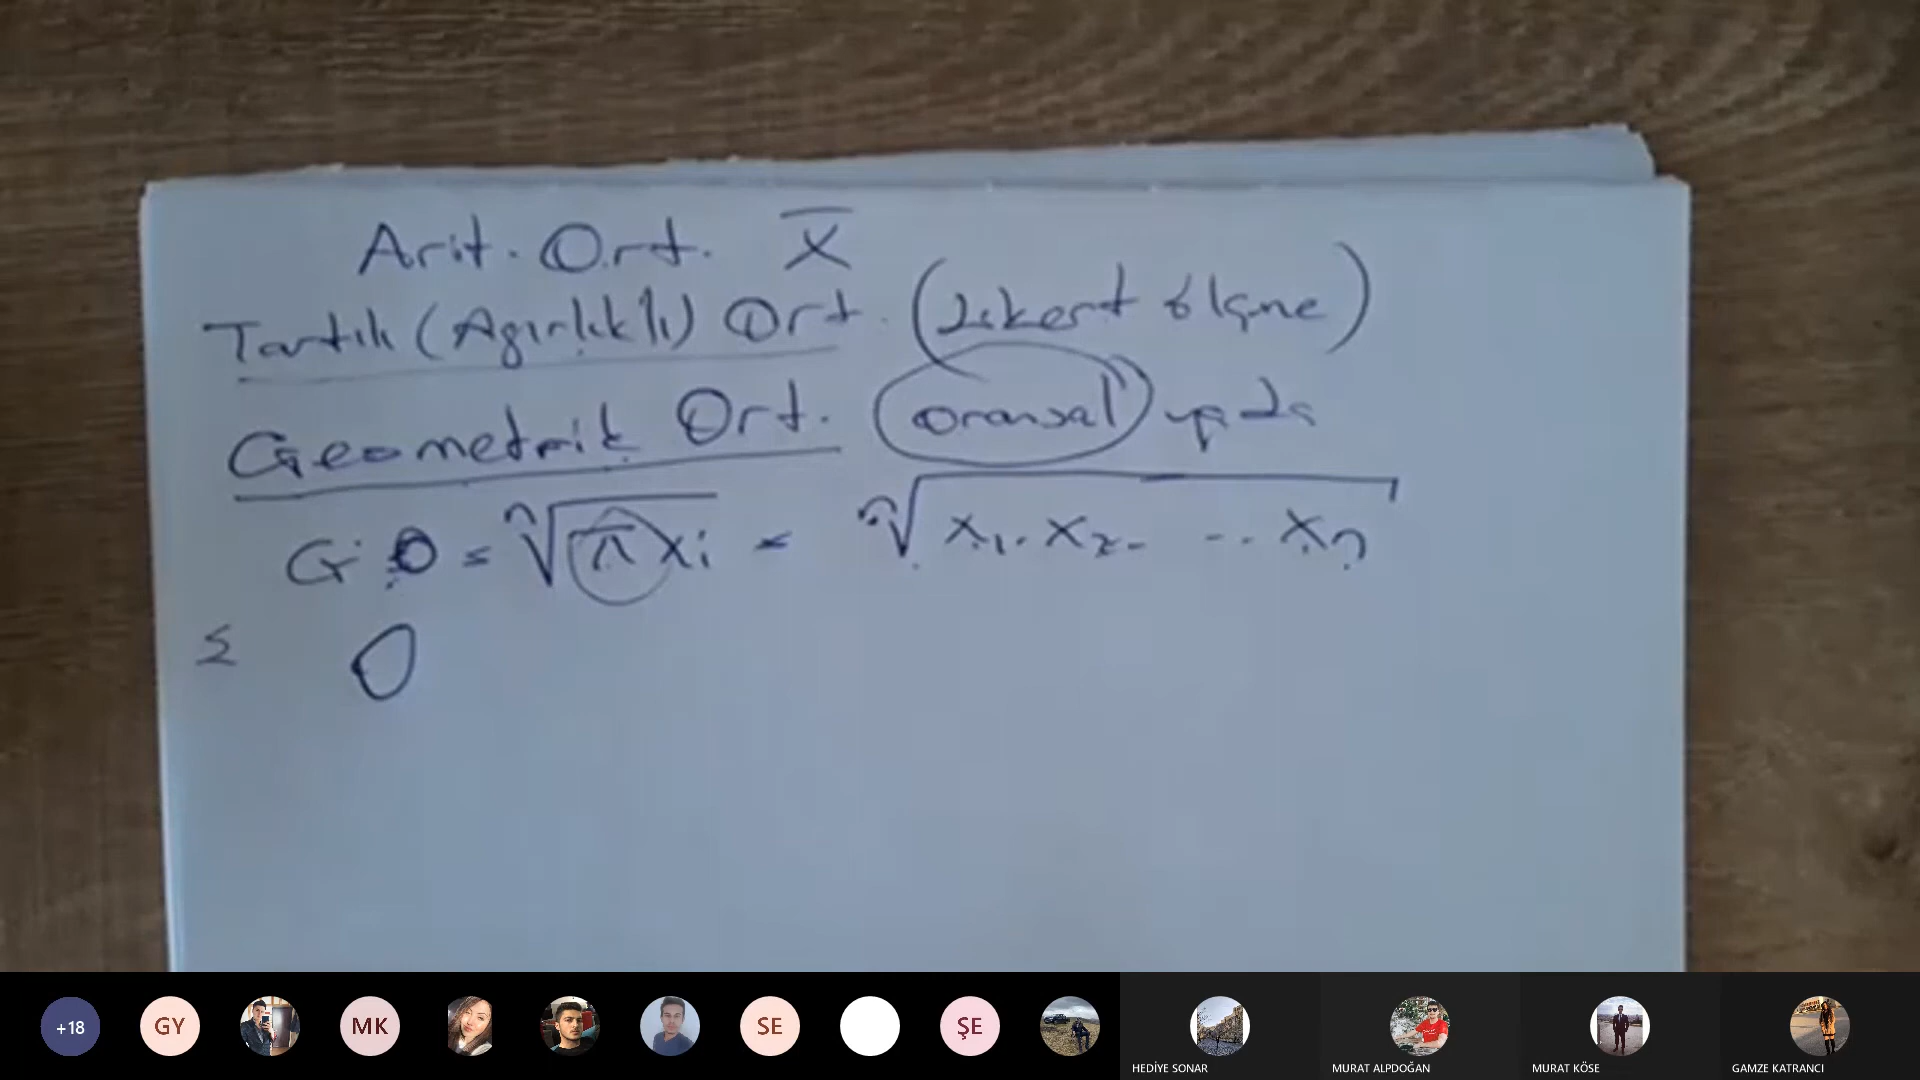 Arit. Ort. X̅
Tartılı (Ağırlıklı) Ort. (Likert ölçme)
Geometrik Ort. (oransal)
G.O = ⁿ√πxi = ⁿ√x₁.x₂. ... xₙ
Σ 0
+18 GY MK SE ŞE
HEDİYE SONAR MURAT ALPDOĞAN MURAT KÖSE GAMZE KATRANCI